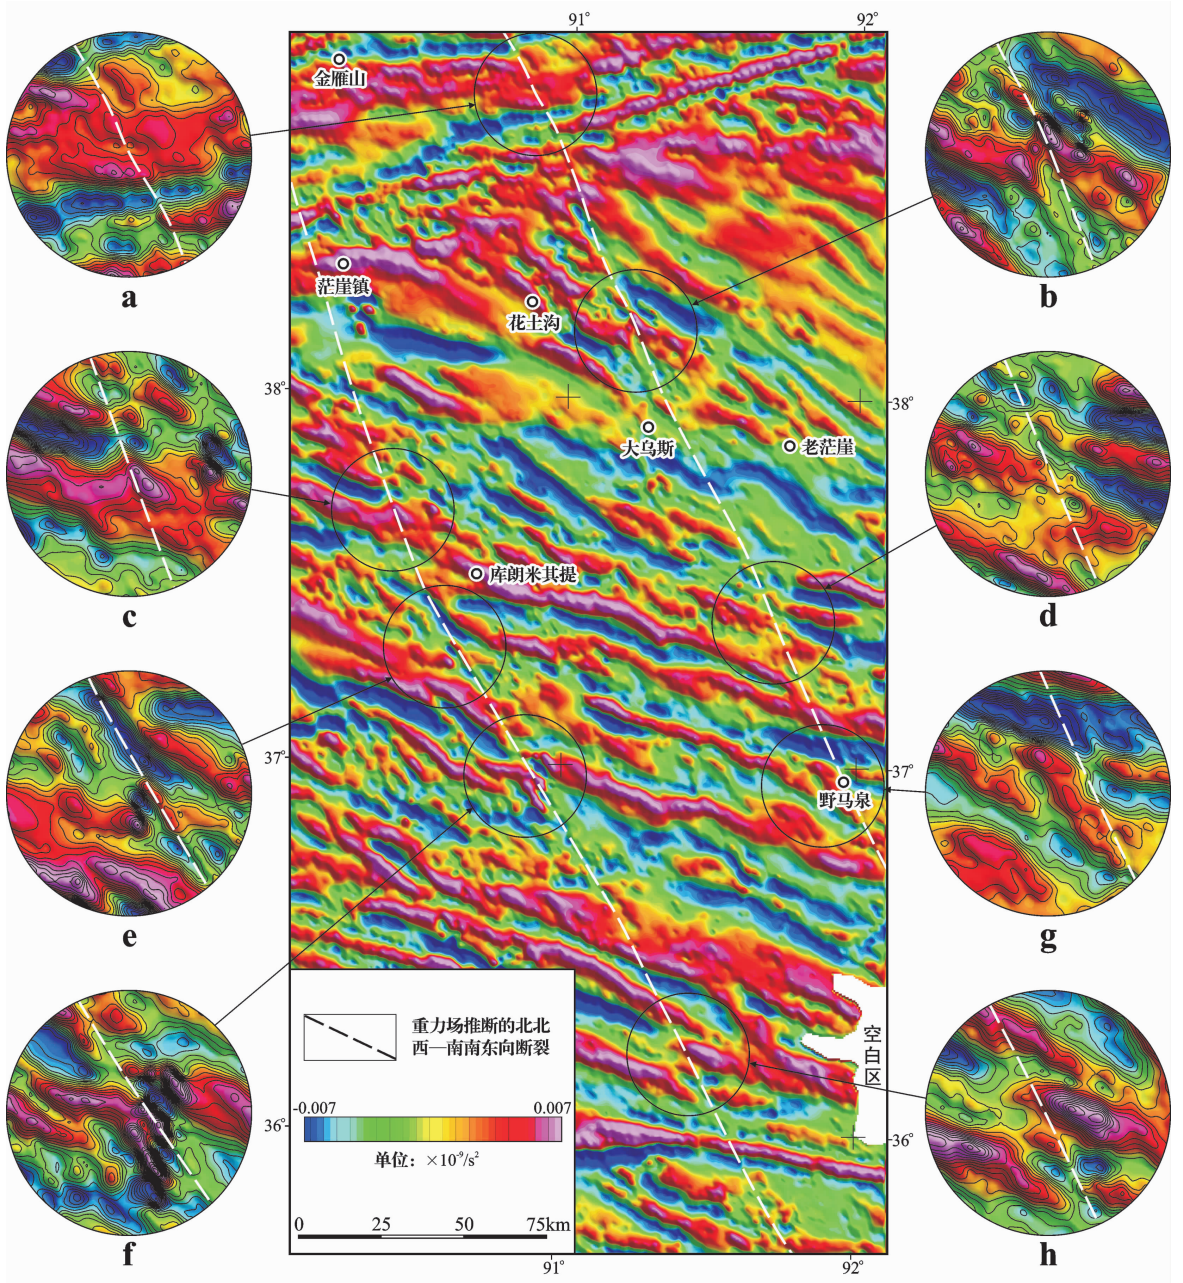 91°
92°
金雁山
a
b
茫崖镇
花土沟
38°
38°
大乌斯
老茫崖
c
d
库朗米其提
37°
37°
野马泉
e
g
重力场推断的北北
西—南南东向断裂
空
白
区
-0.007
0.007
36°
36°
单位：×10⁻⁹/s²
0
25
50
75km
f
h
91°
92°